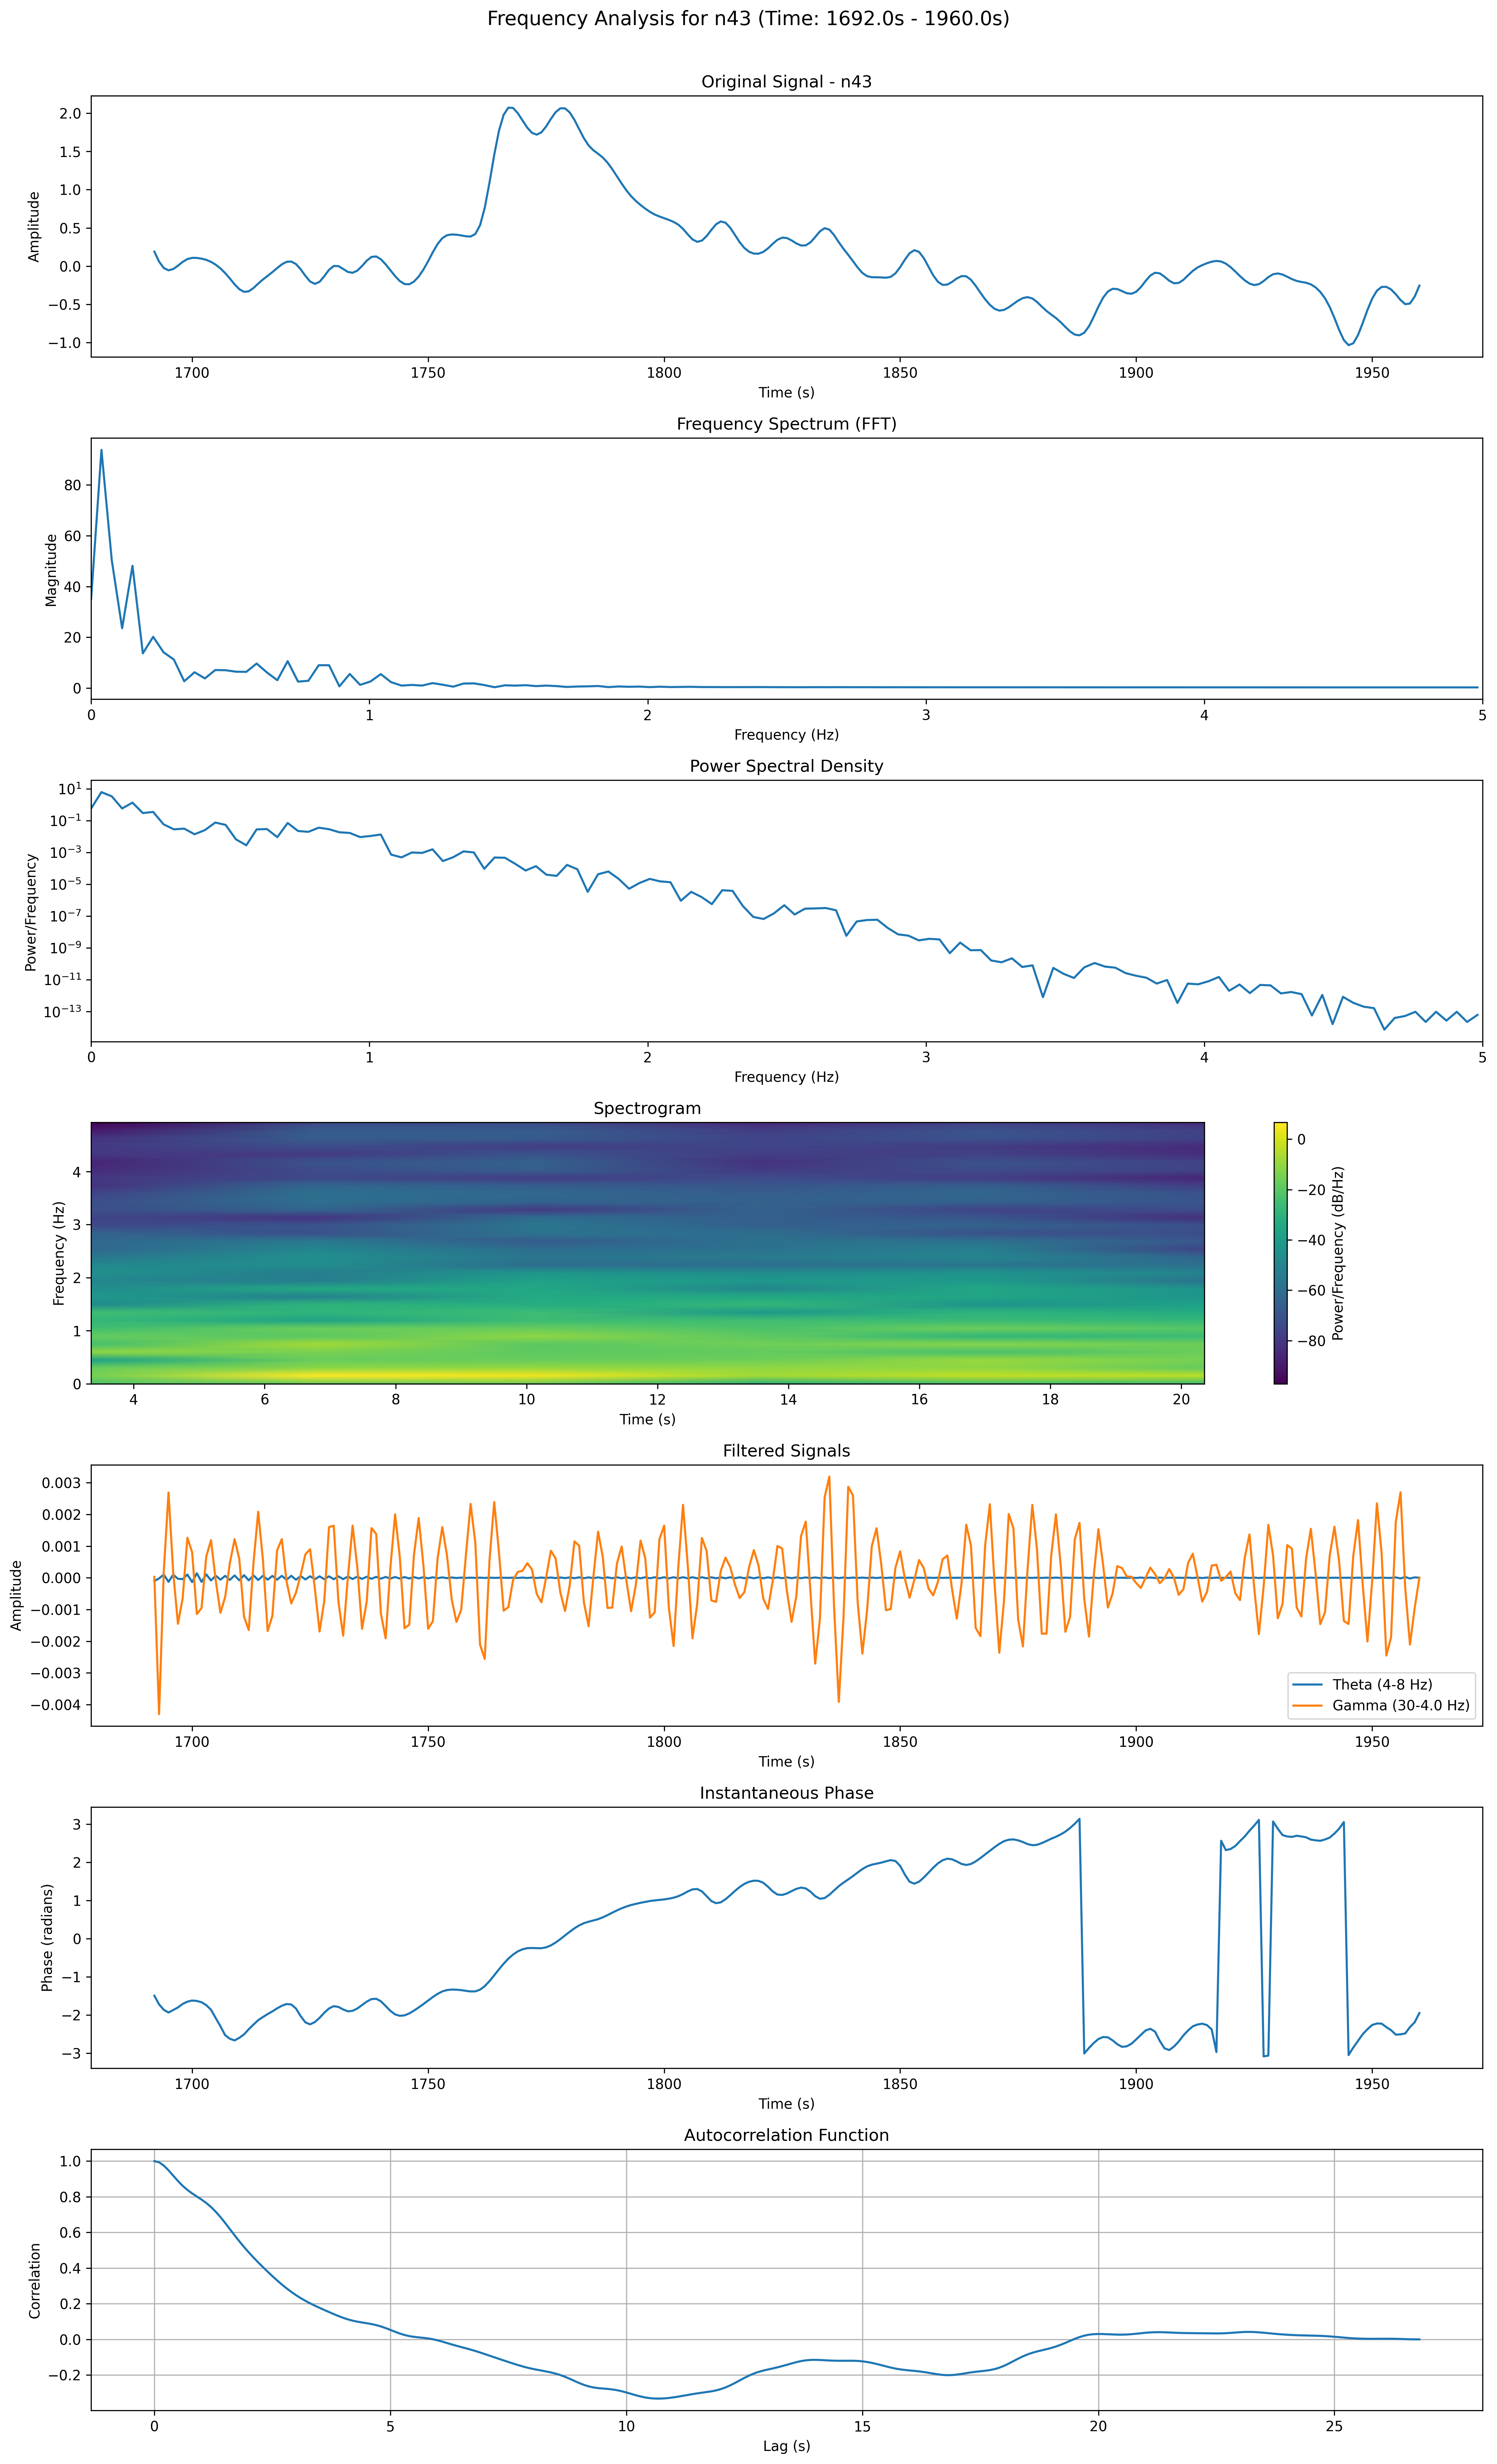 Frequency Analysis for n43 (Time: 1692.0s - 1960.0s)
Original Signal - n43
2.0
1.5
1.0
0.5
0.0
−0.5
−1.0
Amplitude
1700 1750 1800 1850 1900 1950
Time (s)
Frequency Spectrum (FFT)
80
60
40
20
0
Magnitude
0 1 2 3 4 5
Frequency (Hz)
Power Spectral Density
10¹
10⁻¹
10⁻³
10⁻⁵
10⁻⁷
10⁻⁹
10⁻¹¹
10⁻¹³
Power/Frequency
0 1 2 3 4 5
Frequency (Hz)
Spectrogram
4
3
2
1
0
Frequency (Hz)
4 6 8 10 12 14 16 18 20
Time (s)
0
−20
−40
−60
−80
Power/Frequency (dB/Hz)
Filtered Signals
0.003
0.002
0.001
0.000
−0.001
−0.002
−0.003
−0.004
Amplitude
Theta (4-8 Hz)
Gamma (30-4.0 Hz)
1700 1750 1800 1850 1900 1950
Time (s)
Instantaneous Phase
3
2
1
0
−1
−2
−3
Phase (radians)
1700 1750 1800 1850 1900 1950
Time (s)
Autocorrelation Function
1.0
0.8
0.6
0.4
0.2
0.0
−0.2
Correlation
0 5 10 15 20 25
Lag (s)